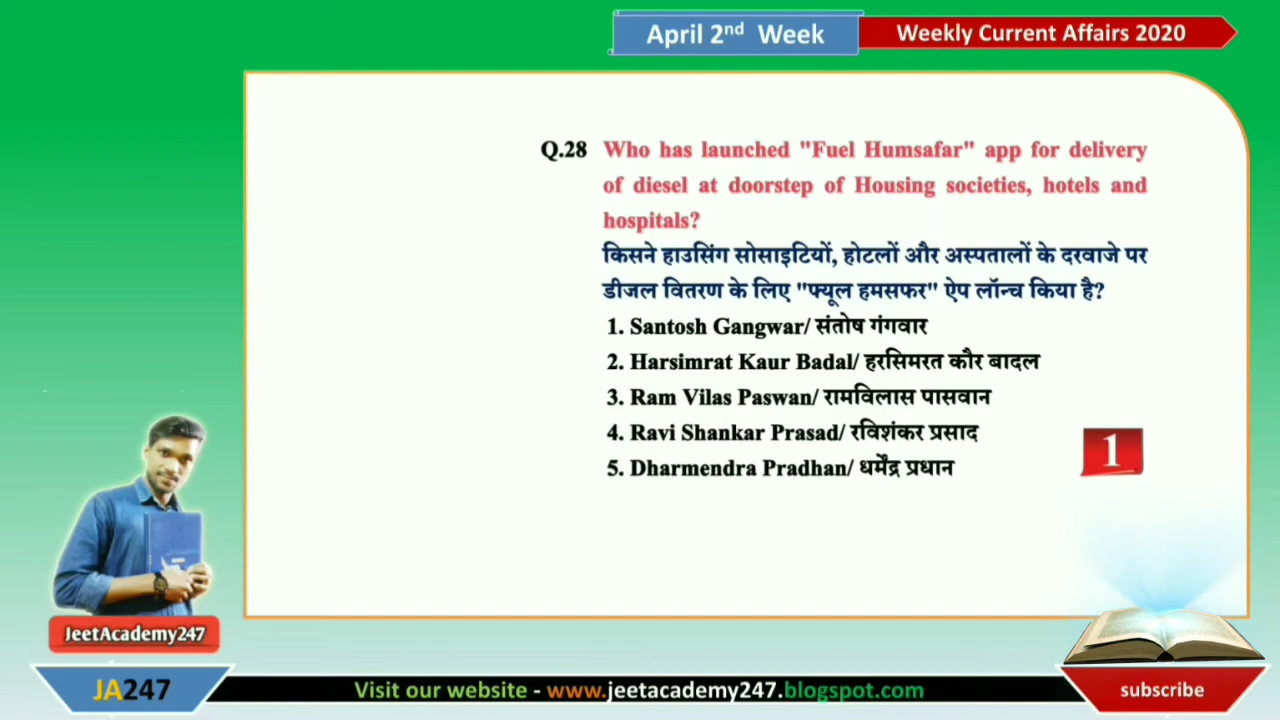 April 2nd Week
Weekly Current Affairs 2020
Q.28 Who has launched "Fuel Humsafar" app for delivery
of diesel at doorstep of Housing societies, hotels and
hospitals?
किसने हाउसिंग सोसाइटियों, होटलों और अस्पतालों के दरवाजे पर
डीजल वितरण के लिए "फ्यूल हमसफर" ऐप लॉन्च किया है?
1. Santosh Gangwar/ संतोष गंगवार
2. Harsimrat Kaur Badal/ हरसिमरत कौर बादल
3. Ram Vilas Paswan/ रामविलास पासवान
4. Ravi Shankar Prasad/ रविशंकर प्रसाद
5. Dharmendra Pradhan/ धर्मेंद्र प्रधान
1
JeetAcademy247
JA247
Visit our website - www.jeetacademy247.blogspot.com
subscribe